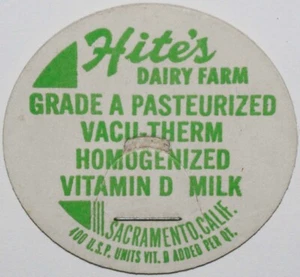 Hite's
DAIRY FARM
GRADE A PASTEURIZED
VACU-THERM
HOMOGENIZED
VITAMIN D MILK
SACRAMENTO, CALIF.
400 U.S.P. UNITS VIT. D ADDED PER QT.